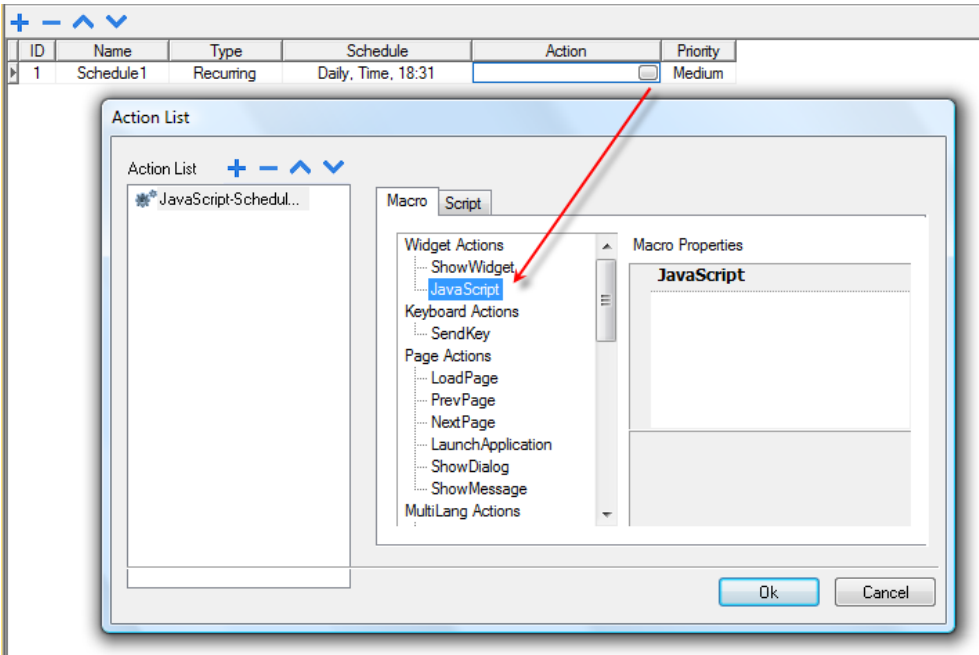 ID Name Type Schedule Action Priority
1 Schedule1 Recurring Daily, Time, 18:31 Medium
Action List
Action List
JavaScript-Schedul...
Macro Script
Widget Actions
ShowWidget
JavaScript
Keyboard Actions
SendKey
Page Actions
LoadPage
PrevPage
NextPage
LaunchApplication
ShowDialog
ShowMessage
MultiLang Actions
Macro Properties
JavaScript
Ok Cancel